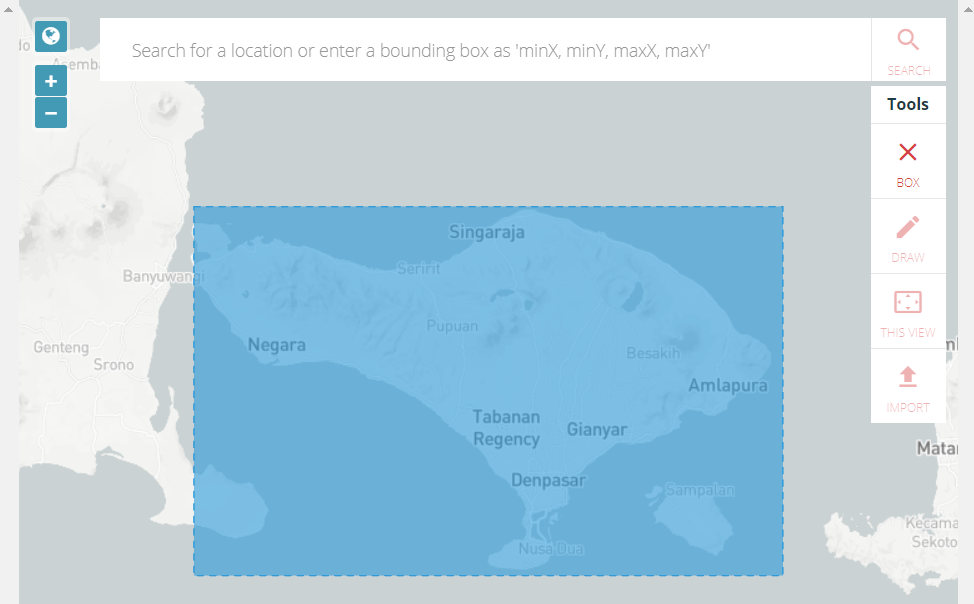 Search for a location or enter a bounding box as 'minX, minY, maxX, maxY'
SEARCH
Asemb
Tools
BOX
DRAW
THIS VIEW
IMPORT
Singaraja
Seririt
Banyuwangi
Pupuan
Negara
Genteng
Srono
Besakih
Amlapura
Tabanan
Regency
Gianyar
Denpasar
Sampalan
Nusa Dua
Matar
Kecama
Sekoto